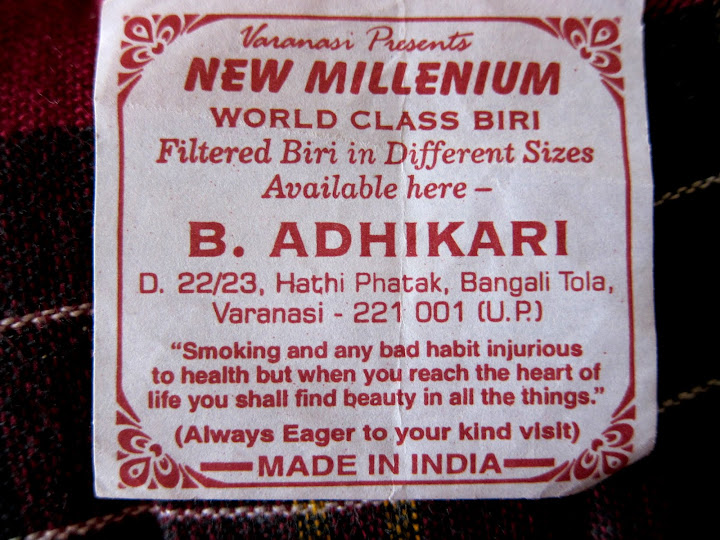 Varanasi Presents
NEW MILLENIUM
WORLD CLASS BIRI
Filtered Biri in Different Sizes
Available here –
B. ADHIKARI
D. 22/23, Hathi Phatak, Bangali Tola,
Varanasi - 221 001 (U.P.)
“Smoking and any bad habit injurious
to health but when you reach the heart of
life you shall find beauty in all the things.”
(Always Eager to your kind visit)
MADE IN INDIA